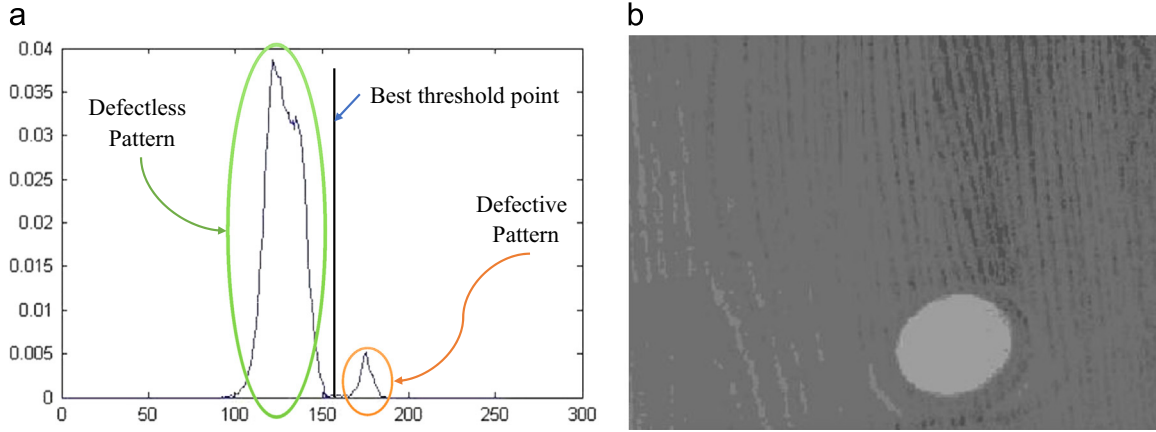 a
b
0.04
0.035
0.03
0.025
0.02
0.015
0.01
0.005
0
0 50 100 150 200 250 300
Defectless
Pattern
Best threshold point
Defective
Pattern